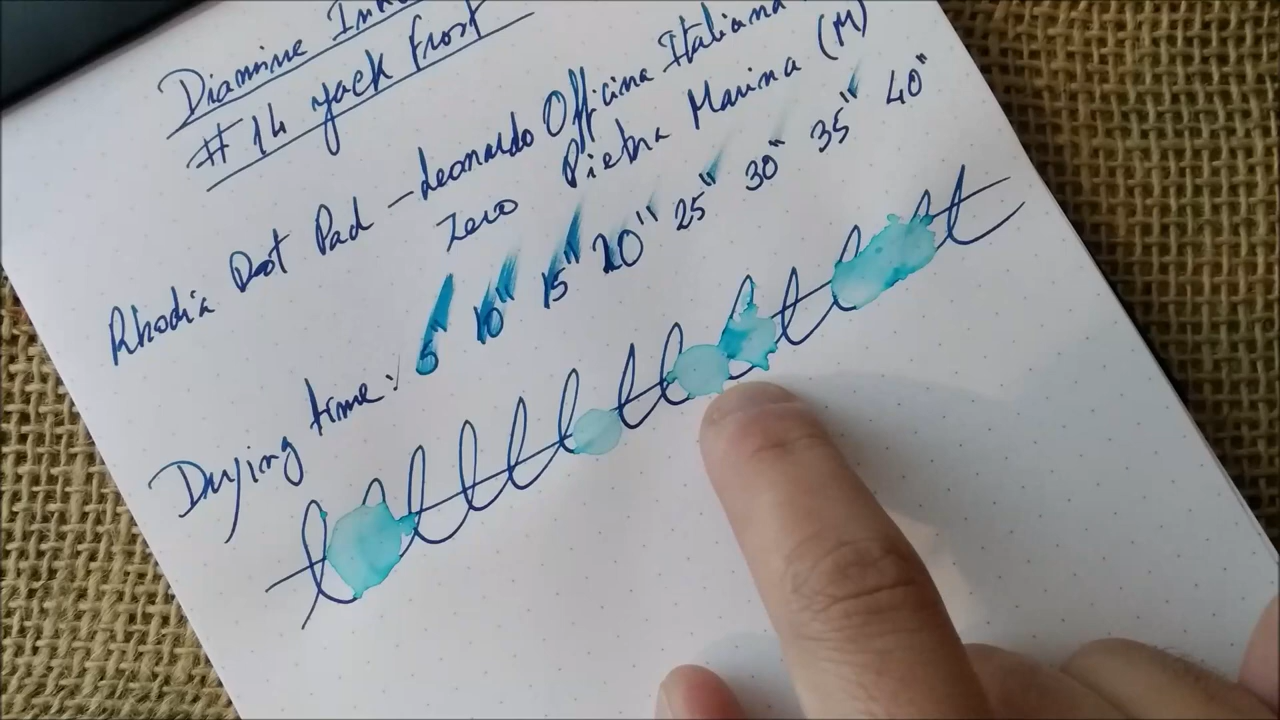 Diamine
#14 Jack Frost
Rhodia Dot Pad - Leonardo Officina Italiana
Zero Pietra Marina (M)
Drying time: 5" 10" 15" 20" 25" 30" 35" 40"